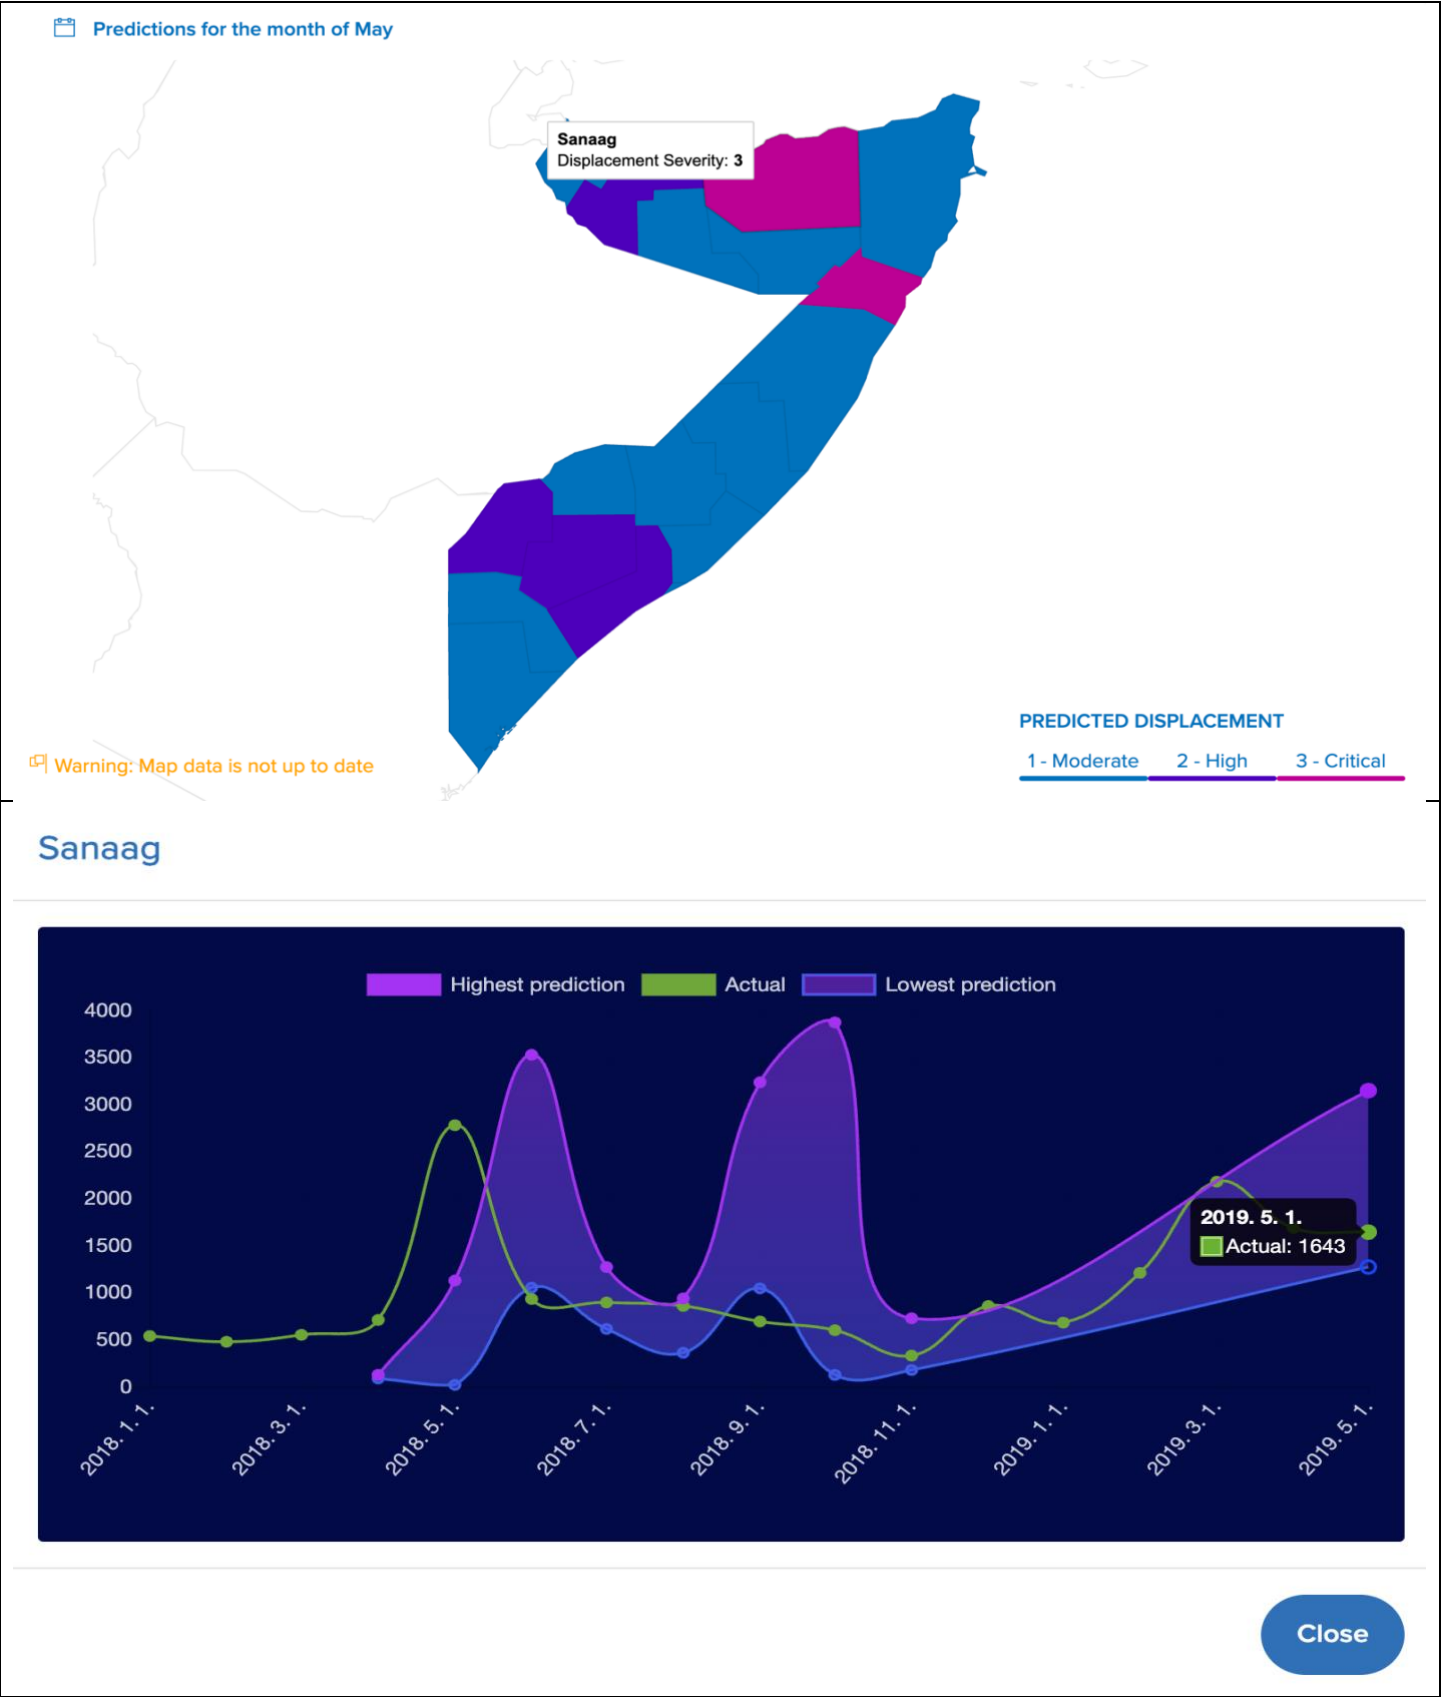 Predictions for the month of May
Sanaag
Displacement Severity: 3
PREDICTED DISPLACEMENT
1 - Moderate 2 - High 3 - Critical
Warning: Map data is not up to date
Sanaag
Highest prediction Actual Lowest prediction
4000
3500
3000
2500
2000
1500
1000
500
0
2019. 5. 1.
Actual: 1643
2018. 1. 1.
2018. 3. 1.
2018. 5. 1.
2018. 7. 1.
2018. 9. 1.
2018. 11. 1.
2019. 1. 1.
2019. 3. 1.
2019. 5. 1.
Close